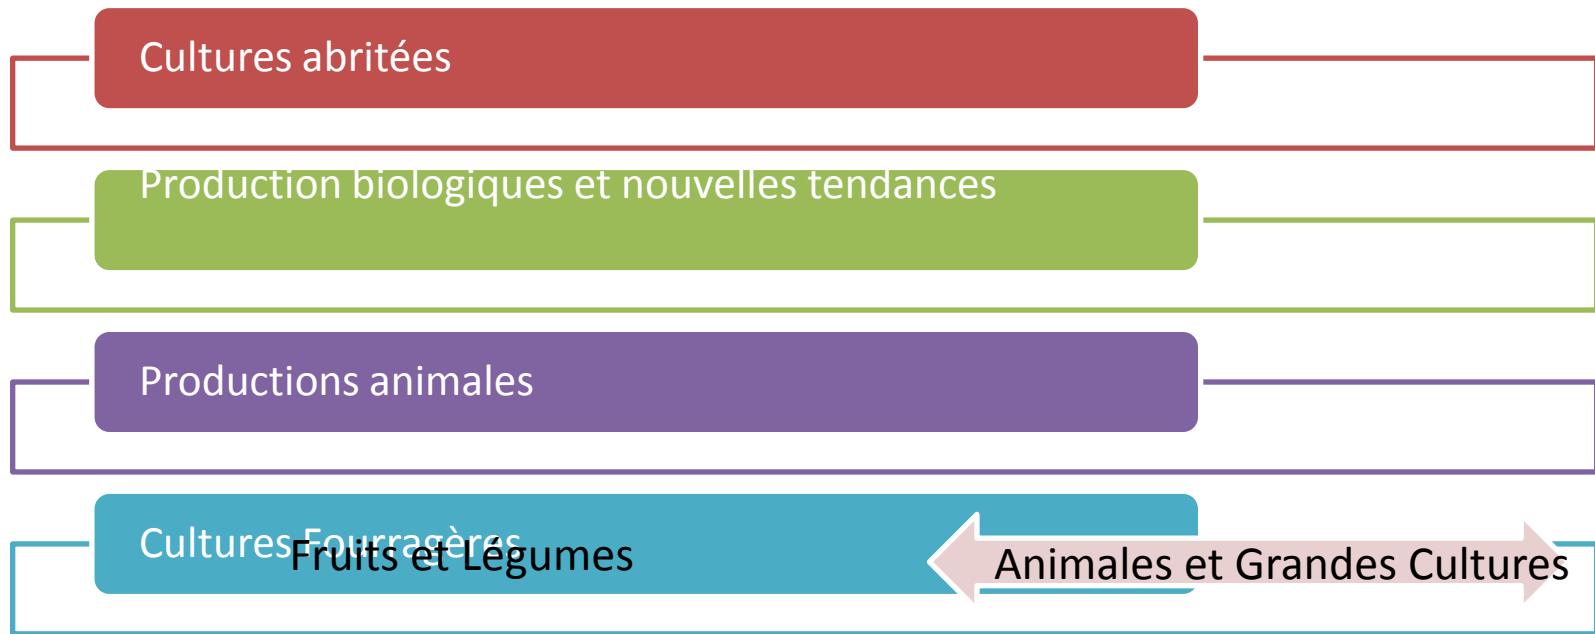 Cultures abritées
Production biologiques et nouvelles tendances
Productions animales
Cultures Fourragères
Fruits et Légumes
Animales et Grandes Cultures